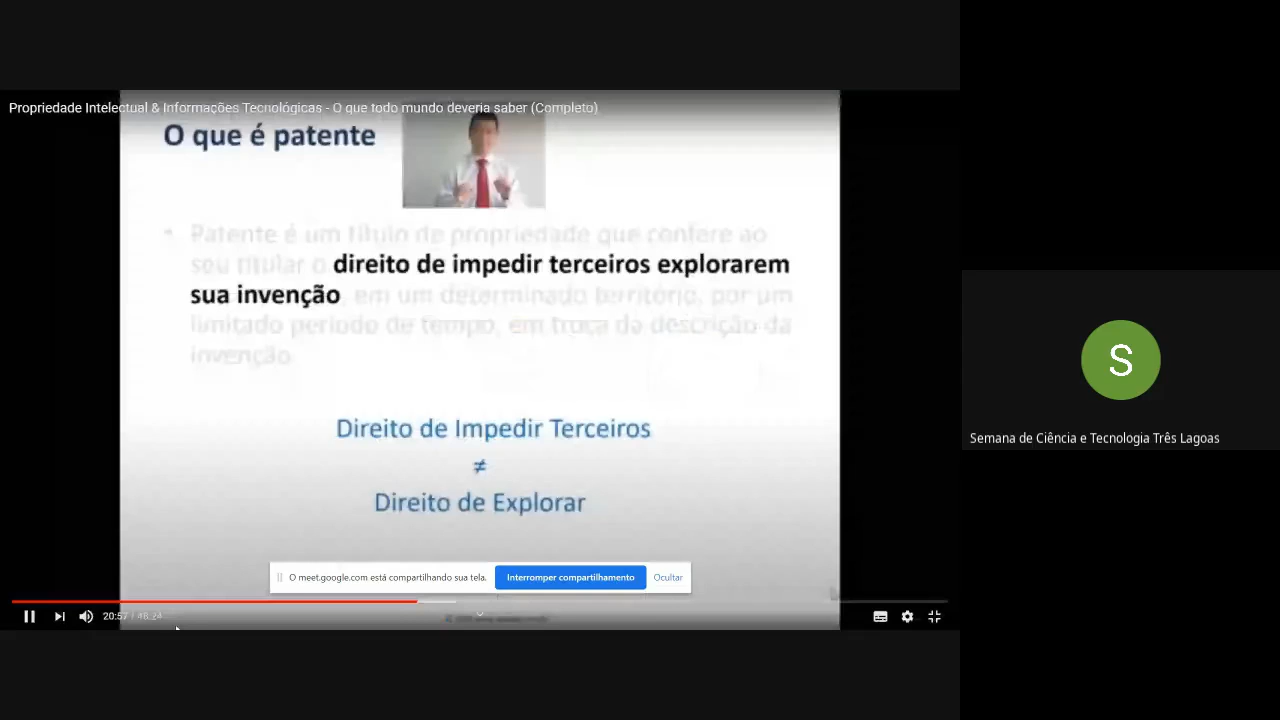 Propriedade Intelectual & Informações Tecnológicas - O que todo mundo deveria saber (Completo)
O que é patente
• Patente é um título de propriedade que confere ao
seu titular o direito de impedir terceiros explorarem
sua invenção, em um determinado território, por um
limitado período de tempo, em troca da descrição da
invenção
Direito de Impedir Terceiros
≠
Direito de Explorar
O meet.google.com está compartilhando sua tela.
Interromper compartilhamento
Ocultar
20:57 / 48:24
S
Semana de Ciência e Tecnologia Três Lagoas